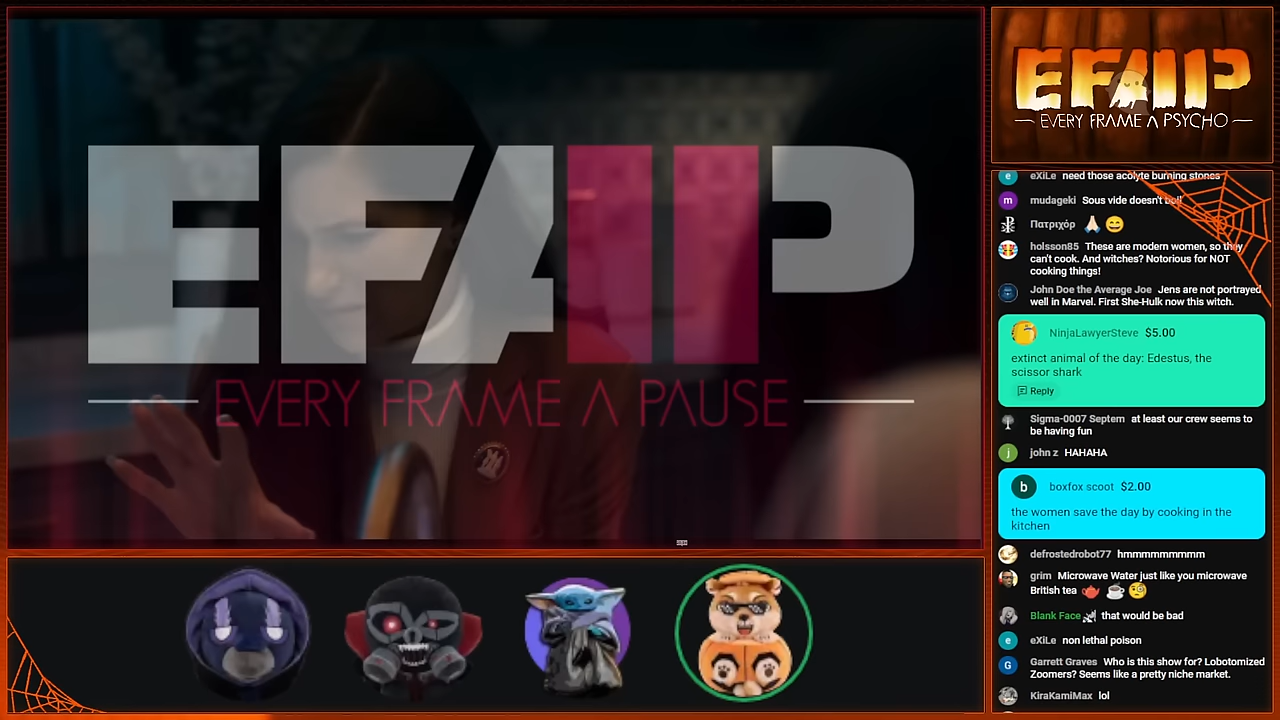 EFAP
EVERY FRAME A PAUSE
EFAP
EVERY FRAME A PSYCHO
e eXiLe need those acolyte burning stones
m mudageki Sous vide doesn't boil
Πατριχόρ 🙏🏻 😄
holsson85 These are modern women, so they
can't cook. And witches? Notorious for NOT
cooking things!
John Doe the Average Joe Jens are not portrayed
well in Marvel. First She-Hulk now this witch.
NinjaLawyerSteve $5.00
extinct animal of the day: Edestus, the
scissor shark
Reply
Sigma-0007 Septem at least our crew seems to
be having fun
j john z HAHAHA
b boxfox scoot $2.00
the women save the day by cooking in the
kitchen
defrostedrobot77 hmmmmmmmmm
grim Microwave Water just like you microwave
British tea 🫖 ☕ 🧐
Blank Face that would be bad
e eXiLe non lethal poison
G Garrett Graves Who is this show for? Lobotomized
Zoomers? Seems like a pretty niche market.
KiraKamiMax lol